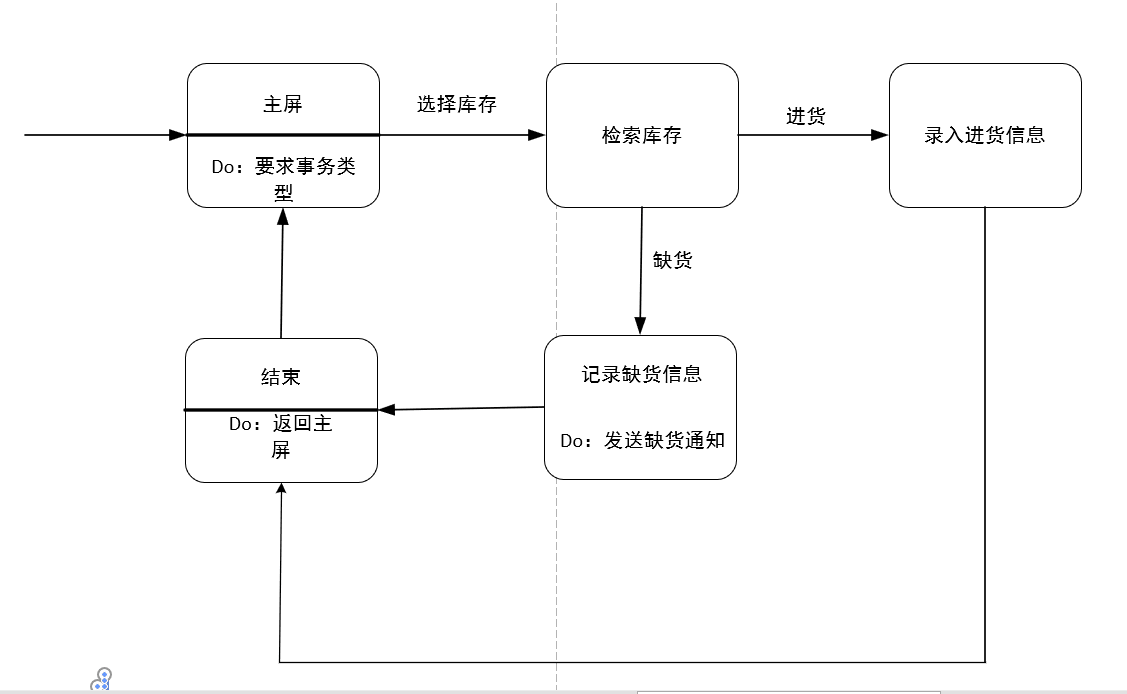 主屏
Do：要求事务类
型
选择库存
检索库存
进货
录入进货信息
缺货
结束
Do：返回主
屏
记录缺货信息
Do：发送缺货通知